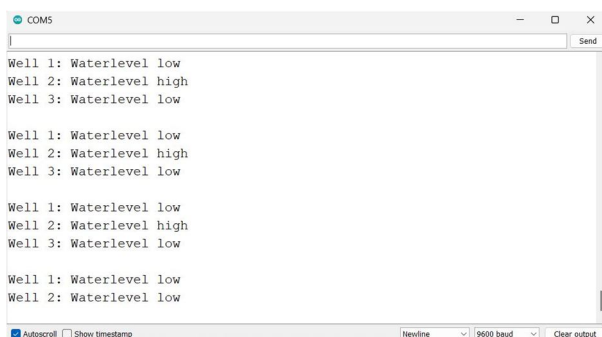 COM5
Send
Well 1: Waterlevel low
Well 2: Waterlevel high
Well 3: Waterlevel low
Well 1: Waterlevel low
Well 2: Waterlevel high
Well 3: Waterlevel low
Well 1: Waterlevel low
Well 2: Waterlevel high
Well 3: Waterlevel low
Well 1: Waterlevel low
Well 2: Waterlevel low
Autoscroll Show timestamp Newline 9600 baud Clear output